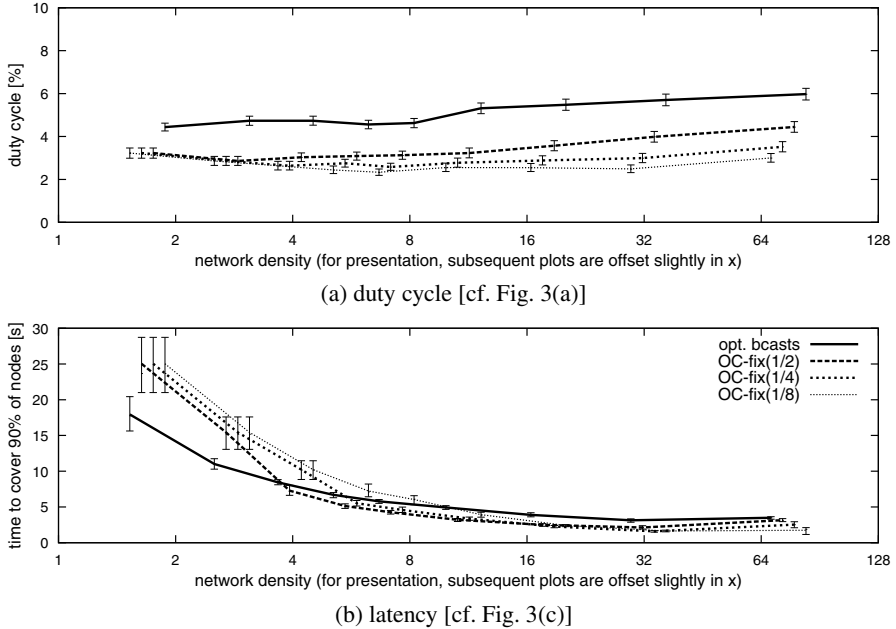 10
8
6
4
2
0
duty cycle [%]
1 2 4 8 16 32 64 128
network density (for presentation, subsequent plots are offset slightly in x)
(a) duty cycle [cf. Fig. 3(a)]
30
25
20
15
10
5
0
time to cover 90% of nodes [s]
opt. bcasts
OC-fix(1/2)
OC-fix(1/4)
OC-fix(1/8)
1 2 4 8 16 32 64 128
network density (for presentation, subsequent plots are offset slightly in x)
(b) latency [cf. Fig. 3(c)]